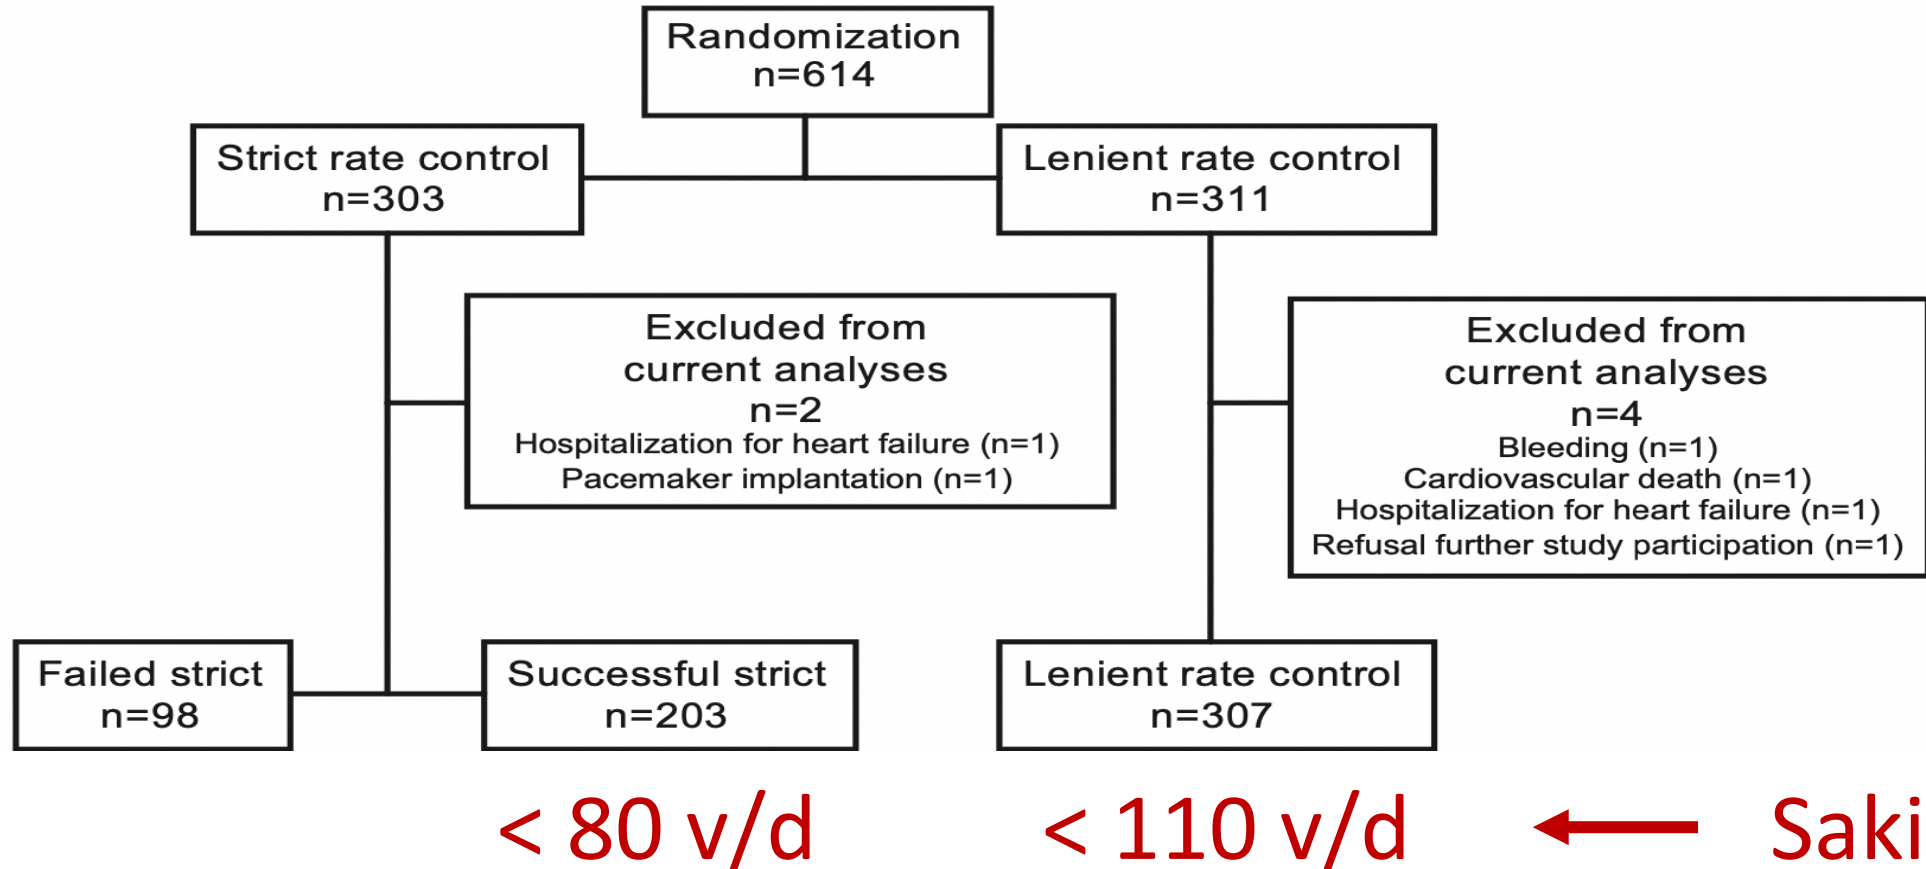 Randomization
n=614
Strict rate control
n=303
Lenient rate control
n=311
Excluded from
current analyses
n=2
Hospitalization for heart failure (n=1)
Pacemaker implantation (n=1)
Excluded from
current analyses
n=4
Bleeding (n=1)
Cardiovascular death (n=1)
Hospitalization for heart failure (n=1)
Refusal further study participation (n=1)
Failed strict
n=98
Successful strict
n=203
Lenient rate control
n=307
< 80 v/d
< 110 v/d
Saki